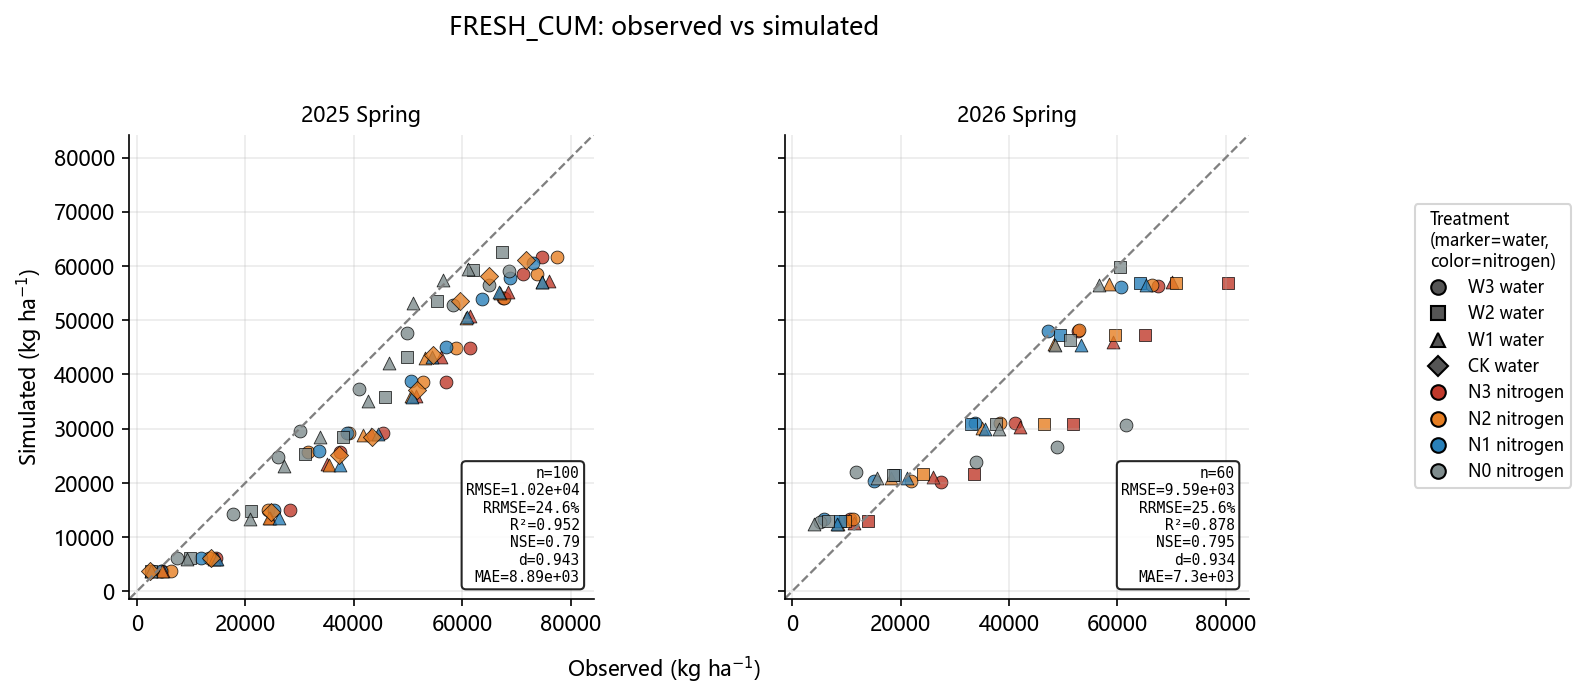 FRESH_CUM: observed vs simulated
2025 Spring
2026 Spring
Simulated (kg ha⁻¹)
80000
70000
60000
50000
40000
30000
20000
10000
0
n=100
RMSE=1.02e+04
RRMSE=24.6%
R²=0.952
NSE=0.79
d=0.943
MAE=8.89e+03
0 20000 40000 60000 80000
n=60
RMSE=9.59e+03
RRMSE=25.6%
R²=0.878
NSE=0.795
d=0.934
MAE=7.3e+03
0 20000 40000 60000 80000
Observed (kg ha⁻¹)
Treatment
(marker=water,
color=nitrogen)
W3 water
W2 water
W1 water
CK water
N3 nitrogen
N2 nitrogen
N1 nitrogen
N0 nitrogen